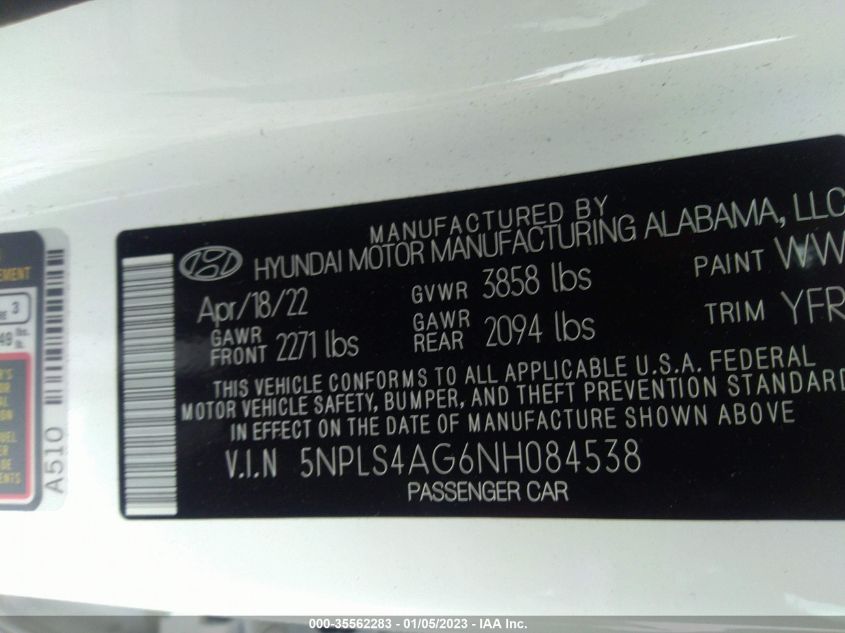 MANUFACTURED BY
HYUNDAI MOTOR MANUFACTURING ALABAMA, LLC
Apr/18/22
GVWR 3858 lbs
PAINT WW
GAWR FRONT 2271 lbs
GAWR REAR 2094 lbs
TRIM YFR
THIS VEHICLE CONFORMS TO ALL APPLICABLE U.S.A. FEDERAL
MOTOR VEHICLE SAFETY, BUMPER, AND THEFT PREVENTION STANDARD
IN EFFECT ON THE DATE OF MANUFACTURE SHOWN ABOVE
V.I.N 5NPLS4AG6NH084538
PASSENGER CAR
A510
3
lbs.
000-35562283 - 01/05/2023 - IAA Inc.